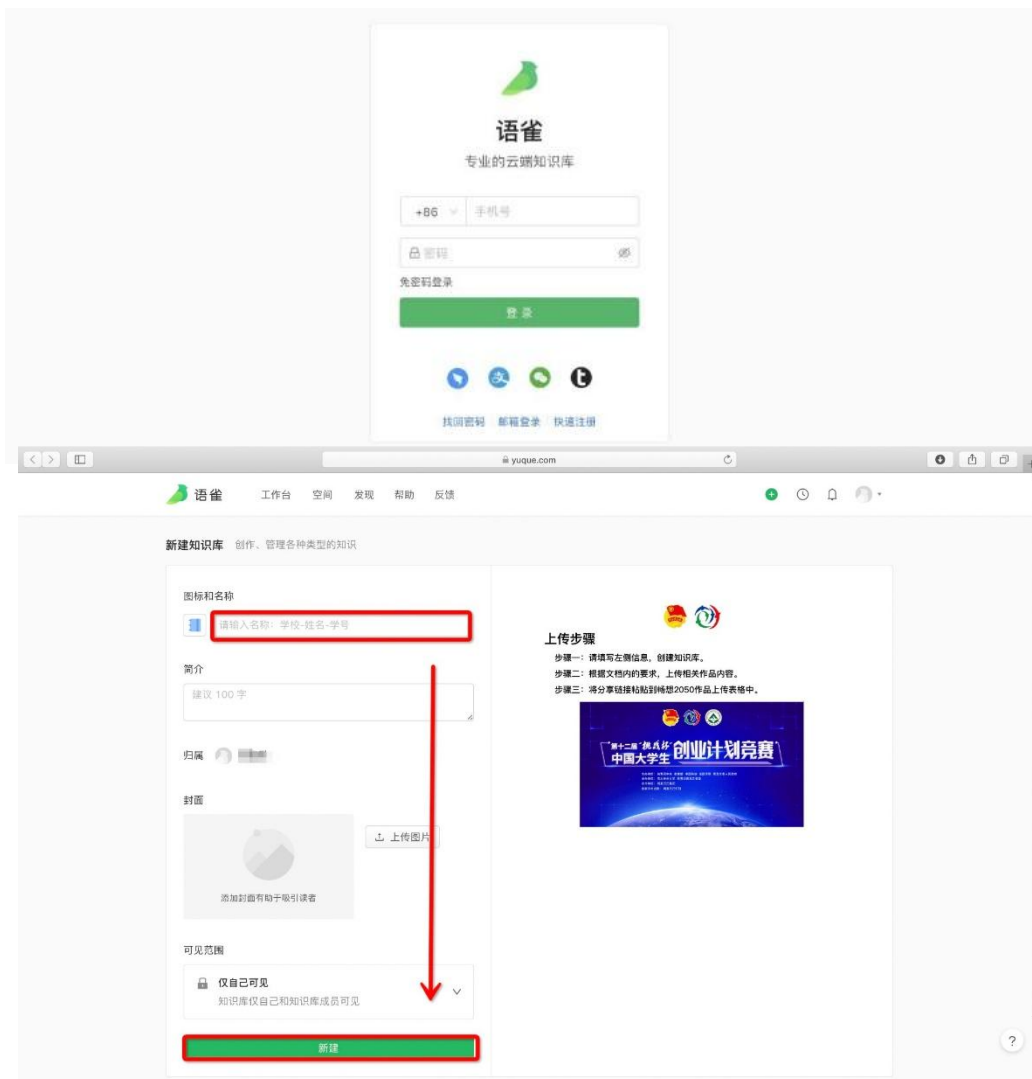 语雀
专业的云端知识库
+86 手机号
密码
免密码登录
登 录
找回密码 邮箱登录 快速注册
yuque.com
语雀 工作台 空间 发现 帮助 反馈
新建知识库 创作、管理各种类型的知识
图标和名称
请输入名称：学校-姓名-学号
简介
建议 100 字
归属
封面
上传图片
添加封面有助于吸引读者
可见范围
仅自己可见
知识库仅自己和知识库成员可见
新建
上传步骤
步骤一：请填写左侧信息，创建知识库。
步骤二：根据文档内的要求，上传相关作品内容。
步骤三：将分享链接粘贴到畅想2050作品上传表格中。
第十二届"挑战杯"
中国大学生 创业计划竞赛
?